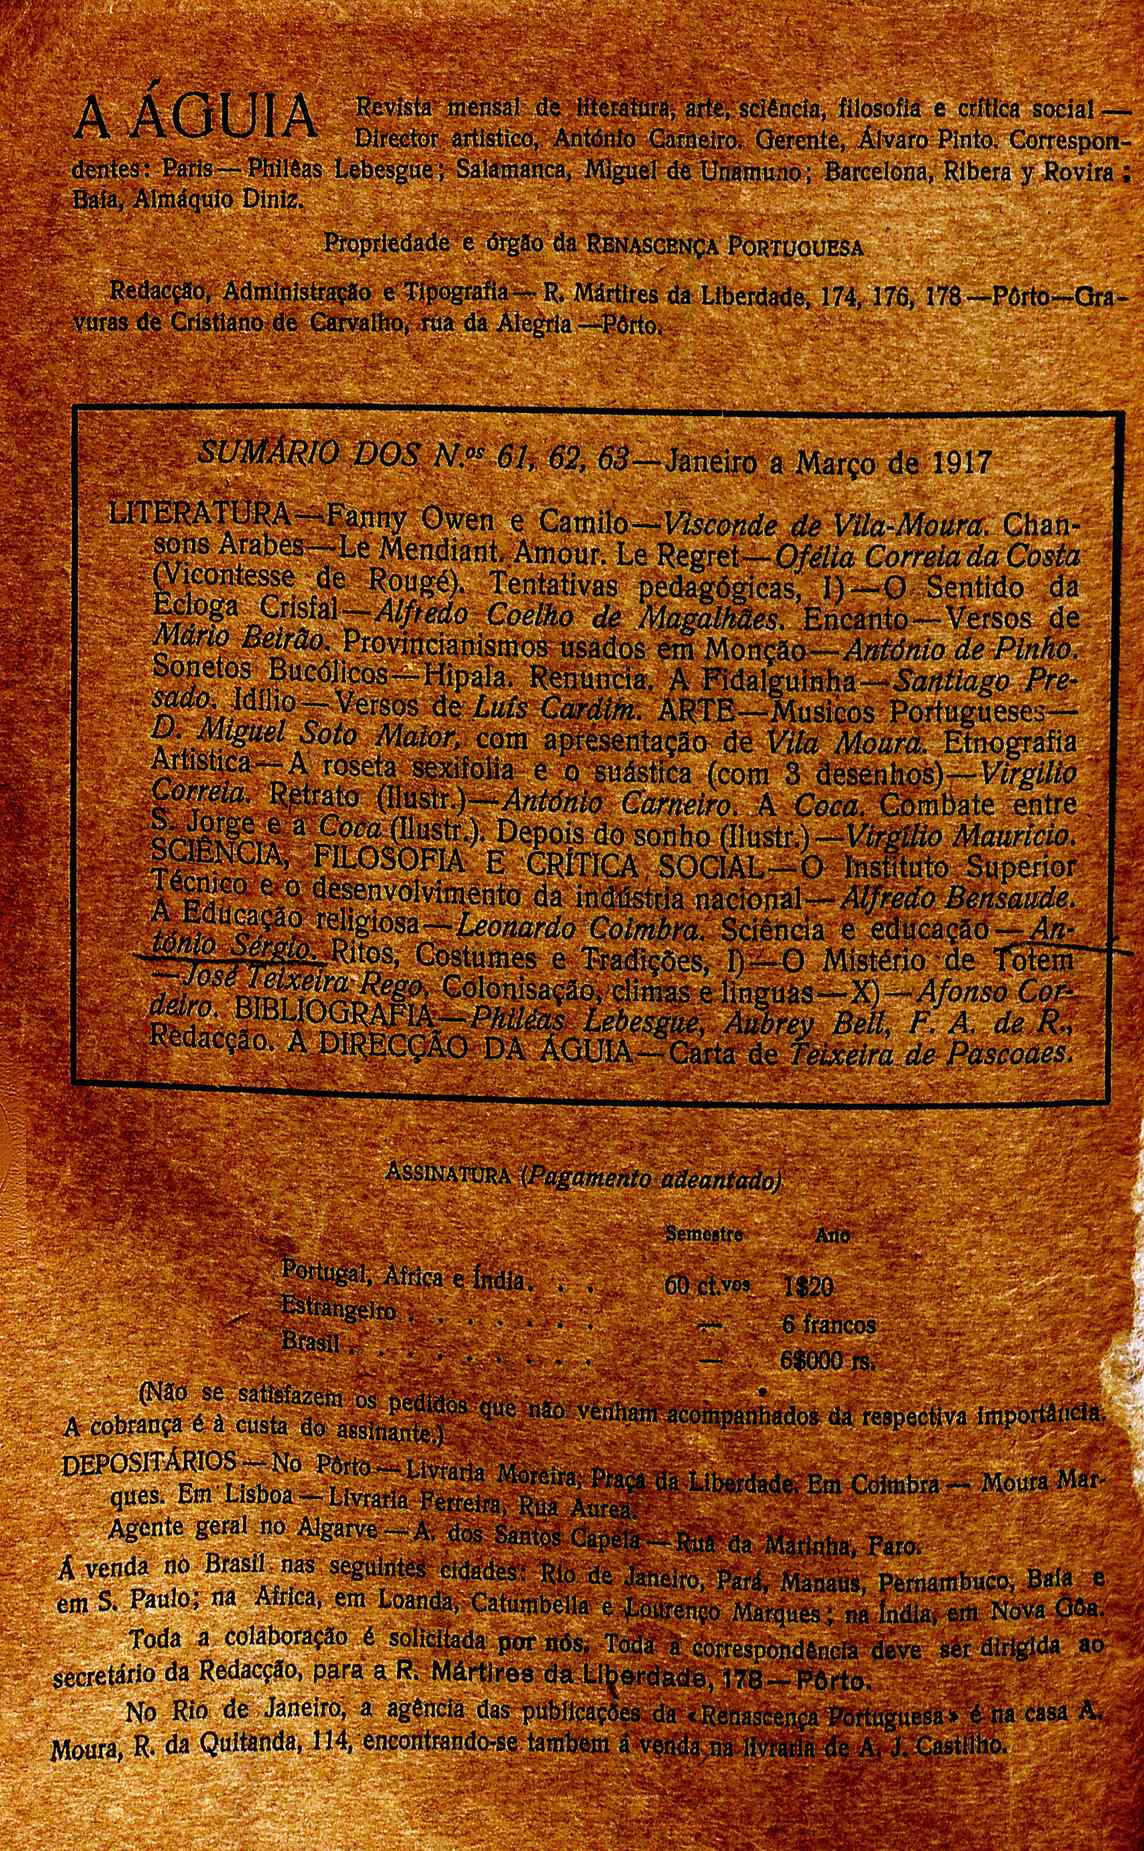 A ÁGUIA Revista mensal de literatura, arte, sciência, filosofia e crítica social —
Director artistico, António Carneiro. Gerente, Álvaro Pinto. Correspon-
dentes: Paris — Philéas Lebesgue; Salamanca, Miguel de Unamuno; Barcelona, Ribera y Rovira;
Baía, Almáquio Diniz.
Propriedade e órgão da RENASCENÇA PORTUGUESA
Redacção, Administração e Tipografia — R. Mártires da Liberdade, 174, 176, 178 — Pôrto — Gra-
vuras de Cristiano de Carvalho, rua da Alegria — Pôrto.
SUMÁRIO DOS N.os 61, 62, 63 — Janeiro a Março de 1917
LITERATURA — Fanny Owen e Camilo — Visconde de Vila-Moura. Chan-
sons Arabes — Le Mendiant. Amour. Le Regret — Ofélia Correia da Costa
(Vicontesse de Rougé). Tentativas pedagógicas, I) — O Sentido da
Ecloga Crisfal — Alfredo Coelho de Magalhães. Encanto — Versos de
Mário Beirão. Provincianismos usados em Monção — António de Pinho.
Sonetos Bucólicos — Hipala. Renuncia. A Fidalguinha — Santiago Pre-
sado. Idílio — Versos de Luís Cardim. ARTE — Musicos Portugueses —
D. Miguel Soto Maior, com apresentação de Vila Moura. Etnografia
Artistica — A roseta sexifolia e o suástica (com 3 desenhos) — Virgilio
Correia. Retrato (Ilustr.) — António Carneiro. A Coca. Combate entre
S. Jorge e a Coca (Ilustr.). Depois do sonho (Ilustr.) — Virgílio Mauricio.
SCIÊNCIA, FILOSOFIA E CRÍTICA SOCIAL — O Instituto Superior
Técnico e o desenvolvimento da indústria nacional — Alfredo Bensaude.
A Educação religiosa — Leonardo Coimbra. Sciência e educação — An-
tónio Sérgio. Ritos, Costumes e Tradições, I) — O Mistério de Totem
— José Teixeira Rego. Colonisação, climas e linguas — X) — Afonso Cor-
deiro. BIBLIOGRAFIA — Philéas Lebesgue, Aubrey Bell, F. A. de R.,
Redacção. A DIRECÇÃO DA ÁGUIA — Carta de Teixeira de Pascoaes.
ASSINATURA (Pagamento adeantado)
Semestre Ano
Portugal, Africa e Índia. . . 60 ct.vos 1$20
Estrangeiro . . . . . . . — 6 francos
Brasil . . . . . . . . . — 6$000 rs.
(Não se satisfazem os pedidos que não venham acompanhados da respectiva importância.
A cobrança é à custa do assinante.)
DEPOSITÁRIOS — No Pôrto — Livraria Moreira, Praça da Liberdade. Em Coimbra — Moura Mar-
ques. Em Lisboa — Livraria Ferreira, Rua Aurea.
Agente geral no Algarve — A. dos Santos Capela — Rua da Marinha, Faro.
Á venda no Brasil nas seguintes cidades: Rio de Janeiro, Pará, Manaus, Pernambuco, Baía e
em S. Paulo; na Africa, em Loanda, Catumbella e Lourenço Marques; na Índia, em Nova Gôa.
Toda a colaboração é solicitada por nós. Toda a correspondência deve ser dirigida ao
secretário da Redacção, para a R. Mártires da Liberdade, 178 — Pôrto.
No Rio de Janeiro, a agência das publicações da «Renascença Portuguesa» é na casa A.
Moura, R. da Quitanda, 114, encontrando-se tambem á venda na livraria de A. J. Castilho.